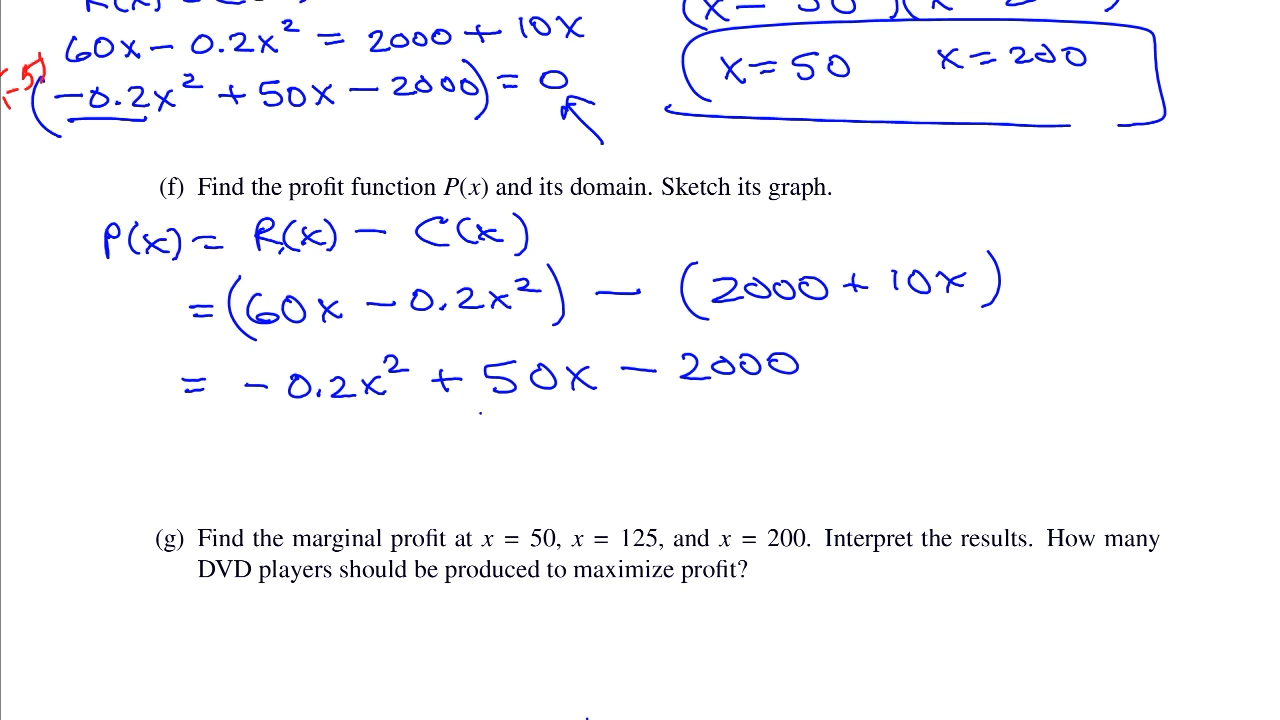 60x - 0.2x² = 2000 + 10x
(-5)
(-0.2x² + 50x - 2000) = 0
x = 50 x = 200
(f) Find the profit function P(x) and its domain. Sketch its graph.
P(x) = R(x) - C(x)
= (60x - 0.2x²) - (2000 + 10x)
= -0.2x² + 50x - 2000
(g) Find the marginal profit at x = 50, x = 125, and x = 200. Interpret the results. How many
DVD players should be produced to maximize profit?